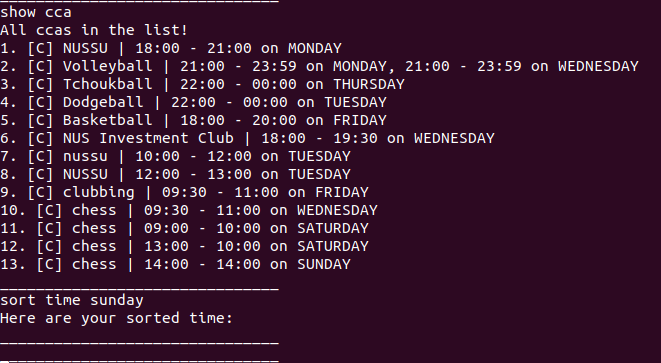 _______________________________
show cca
All ccas in the list!
1. [C] NUSSU | 18:00 - 21:00 on MONDAY
2. [C] Volleyball | 21:00 - 23:59 on MONDAY, 21:00 - 23:59 on WEDNESDAY
3. [C] Tchoukball | 22:00 - 00:00 on THURSDAY
4. [C] Dodgeball | 22:00 - 00:00 on TUESDAY
5. [C] Basketball | 18:00 - 20:00 on FRIDAY
6. [C] NUS Investment Club | 18:00 - 19:30 on WEDNESDAY
7. [C] nussu | 10:00 - 12:00 on TUESDAY
8. [C] NUSSU | 12:00 - 13:00 on TUESDAY
9. [C] clubbing | 09:30 - 11:00 on FRIDAY
10. [C] chess | 09:30 - 11:00 on WEDNESDAY
11. [C] chess | 09:00 - 10:00 on SATURDAY
12. [C] chess | 13:00 - 10:00 on SATURDAY
13. [C] chess | 14:00 - 14:00 on SUNDAY
_______________________________
sort time sunday
Here are your sorted time:
_______________________________
_______________________________